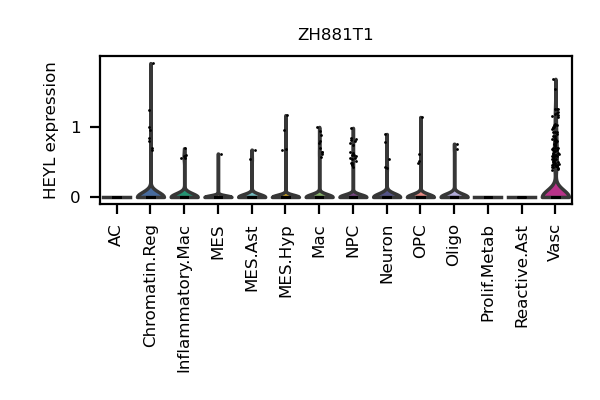 ZH881T1
HEYL expression
1
0
AC
Chromatin.Reg
Inflammatory.Mac
MES
MES.Ast
MES.Hyp
Mac
NPC
Neuron
OPC
Oligo
Prolif.Metab
Reactive.Ast
Vasc